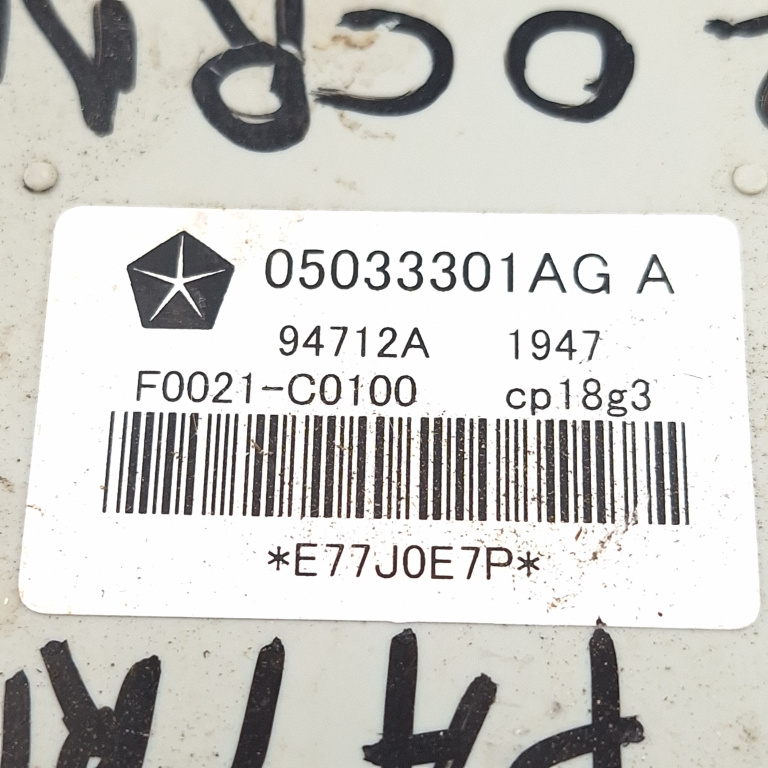 05033301AG A
94712A 1947
F0021-C0100 cp18g3
*E77J0E7P*